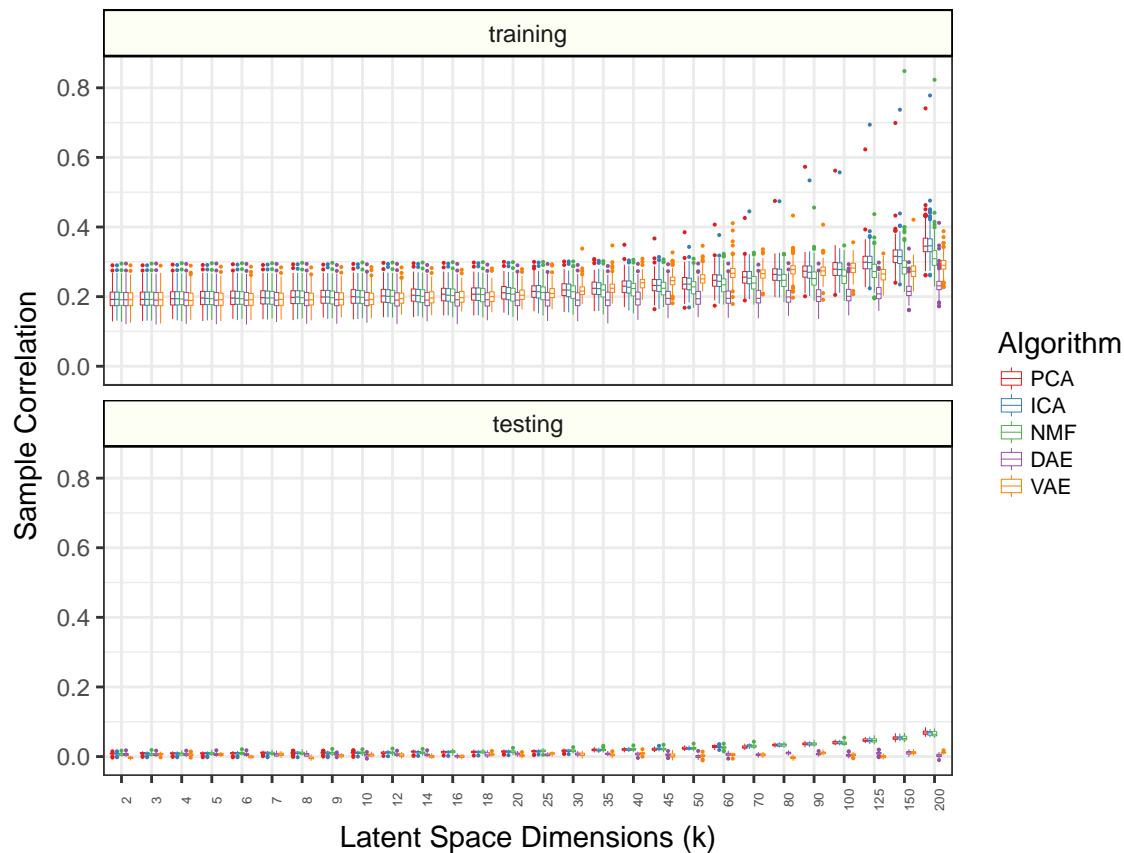 training
0.8
0.6
0.4
0.2
0.0
testing
0.8
0.6
0.4
0.2
0.0
Sample Correlation
2 3 4 5 6 7 8 9 10 12 14 16 18 20 25 30 35 40 45 50 60 70 80 90 100 125 150 200
Latent Space Dimensions (k)
Algorithm
PCA
ICA
NMF
DAE
VAE